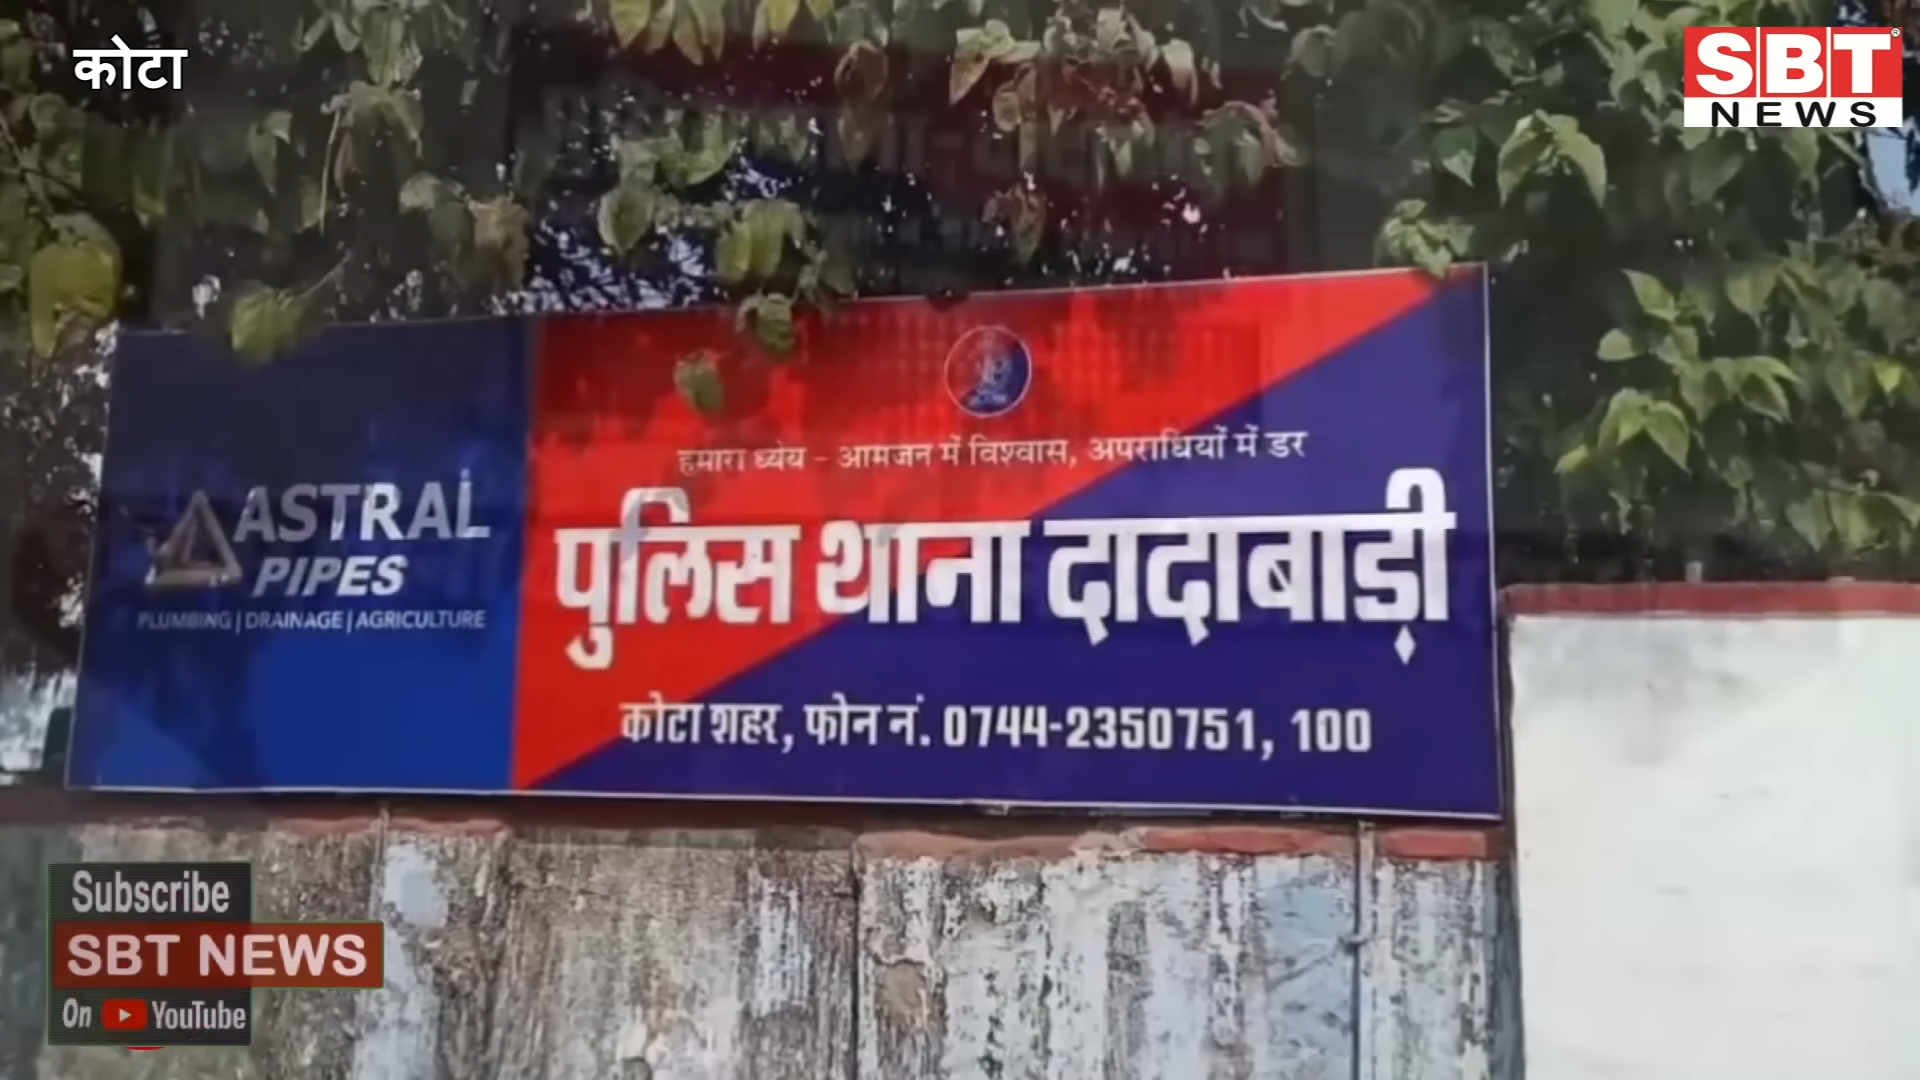 कोटा
SBT
NEWS
हमारा ध्येय – आमजन में विश्वास, अपराधियों में डर
ASTRAL
PIPES
PLUMBING | DRAINAGE | AGRICULTURE
पुलिस थाना दादाबाड़ी
कोटा शहर, फोन नं. 0744-2350751, 100
Subscribe
SBT NEWS
On YouTube